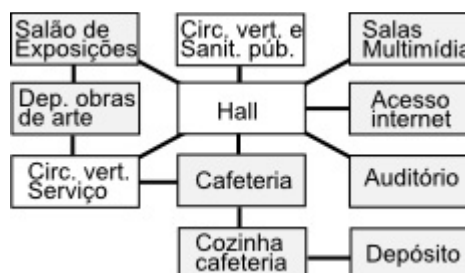 Salão de
Exposições
Circ. vert. e
Sanit. púb.
Salas
Multimídia
Dep. obras
de arte
Hall
Acesso
internet
Circ. vert.
Serviço
Cafeteria
Auditório
Cozinha
cafeteria
Depósito